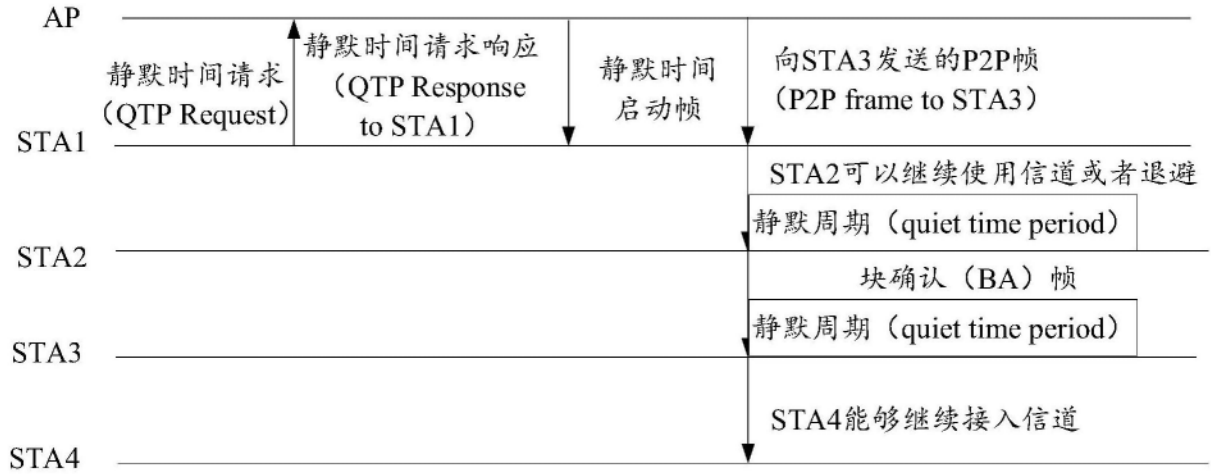 AP
静默时间请求
（QTP Request）
静默时间请求响应
（QTP Response
to STA1）
静默时间
启动帧
向STA3发送的P2P帧
（P2P frame to STA3）
STA1
STA2可以继续使用信道或者退避
静默周期（quiet time period）
STA2
块确认（BA）帧
静默周期（quiet time period）
STA3
STA4能够继续接入信道
STA4